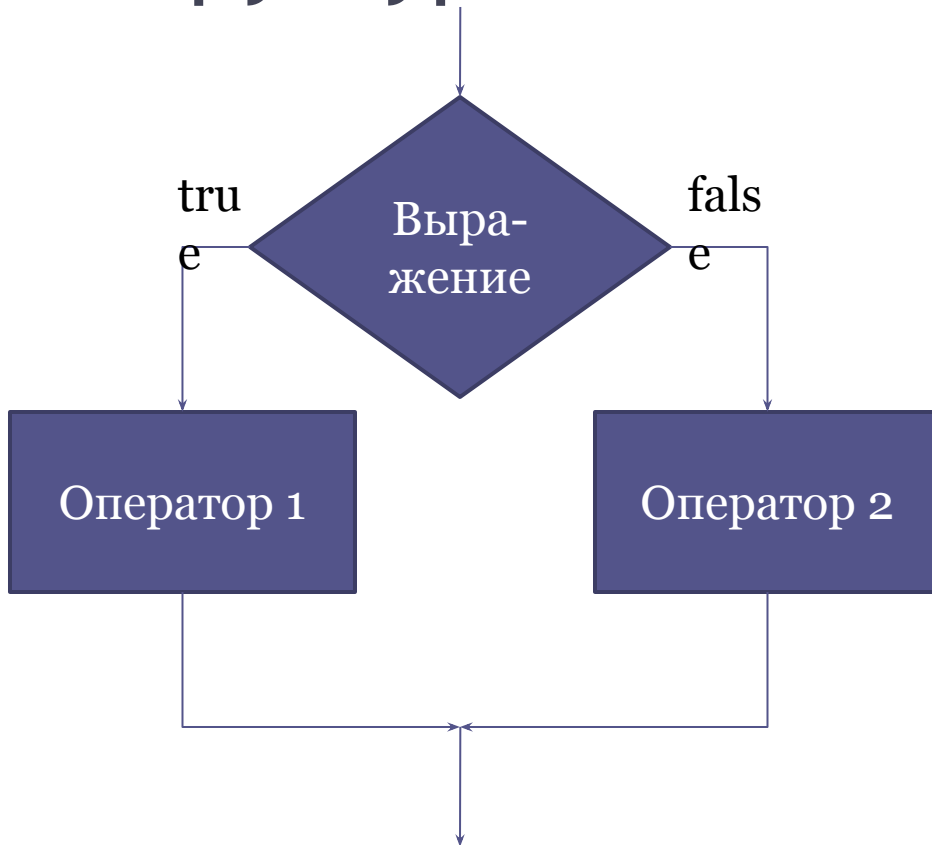 tru
e
Выра-
жение
fals
e
Оператор 1
Оператор 2